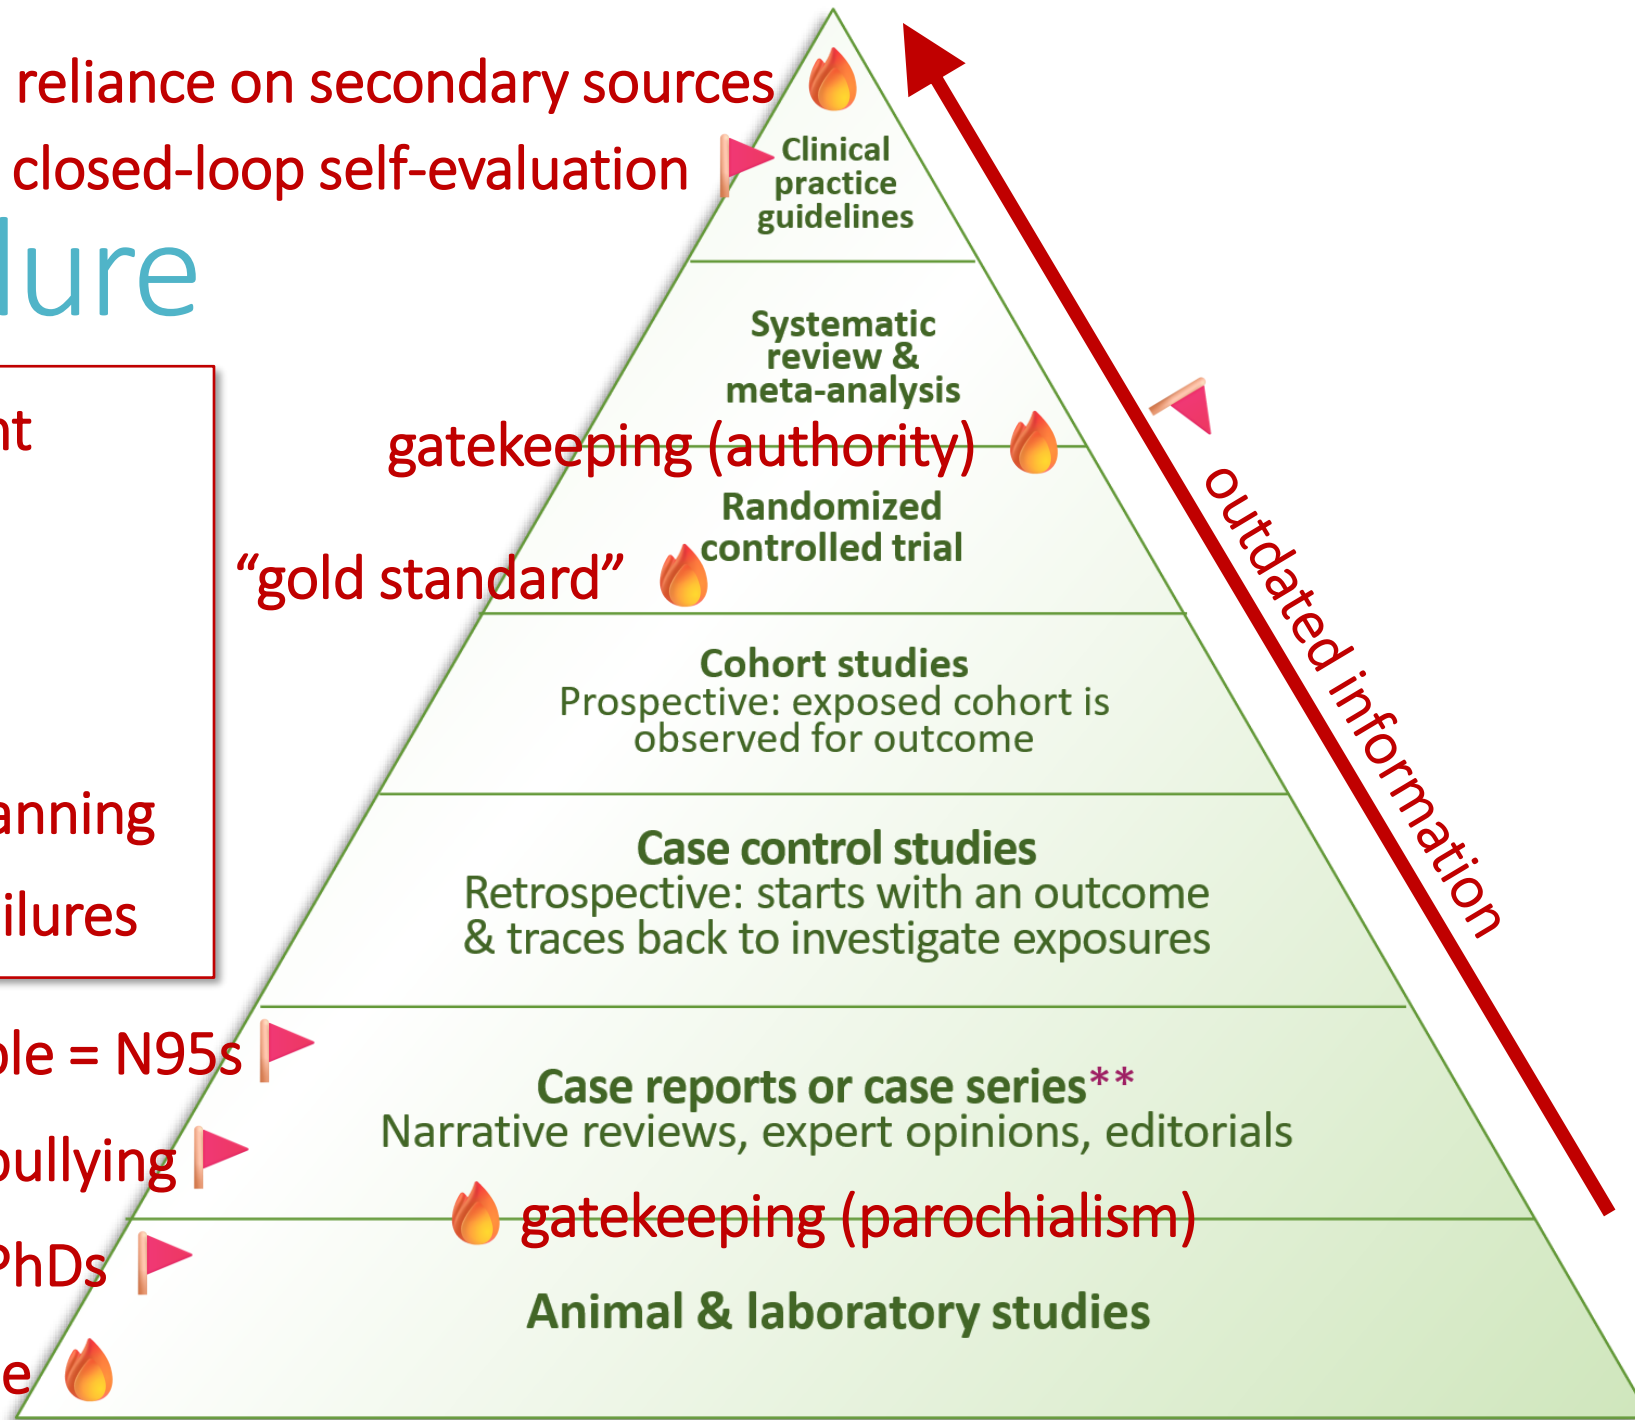 reliance on secondary sources
closed-loop self-evaluation
lure
Clinical
practice
guidelines
Systematic
review &
meta-analysis
nt
gatekeeping (authority)
Randomized
controlled trial
“gold standard”
outdated information
Cohort studies
Prospective: exposed cohort is
observed for outcome
anning
Case control studies
Retrospective: starts with an outcome
& traces back to investigate exposures
ilures
ple = N95s
Case reports or case series**
Narrative reviews, expert opinions, editorials
bullying
gatekeeping (parochialism)
PhDs
Animal & laboratory studies
e